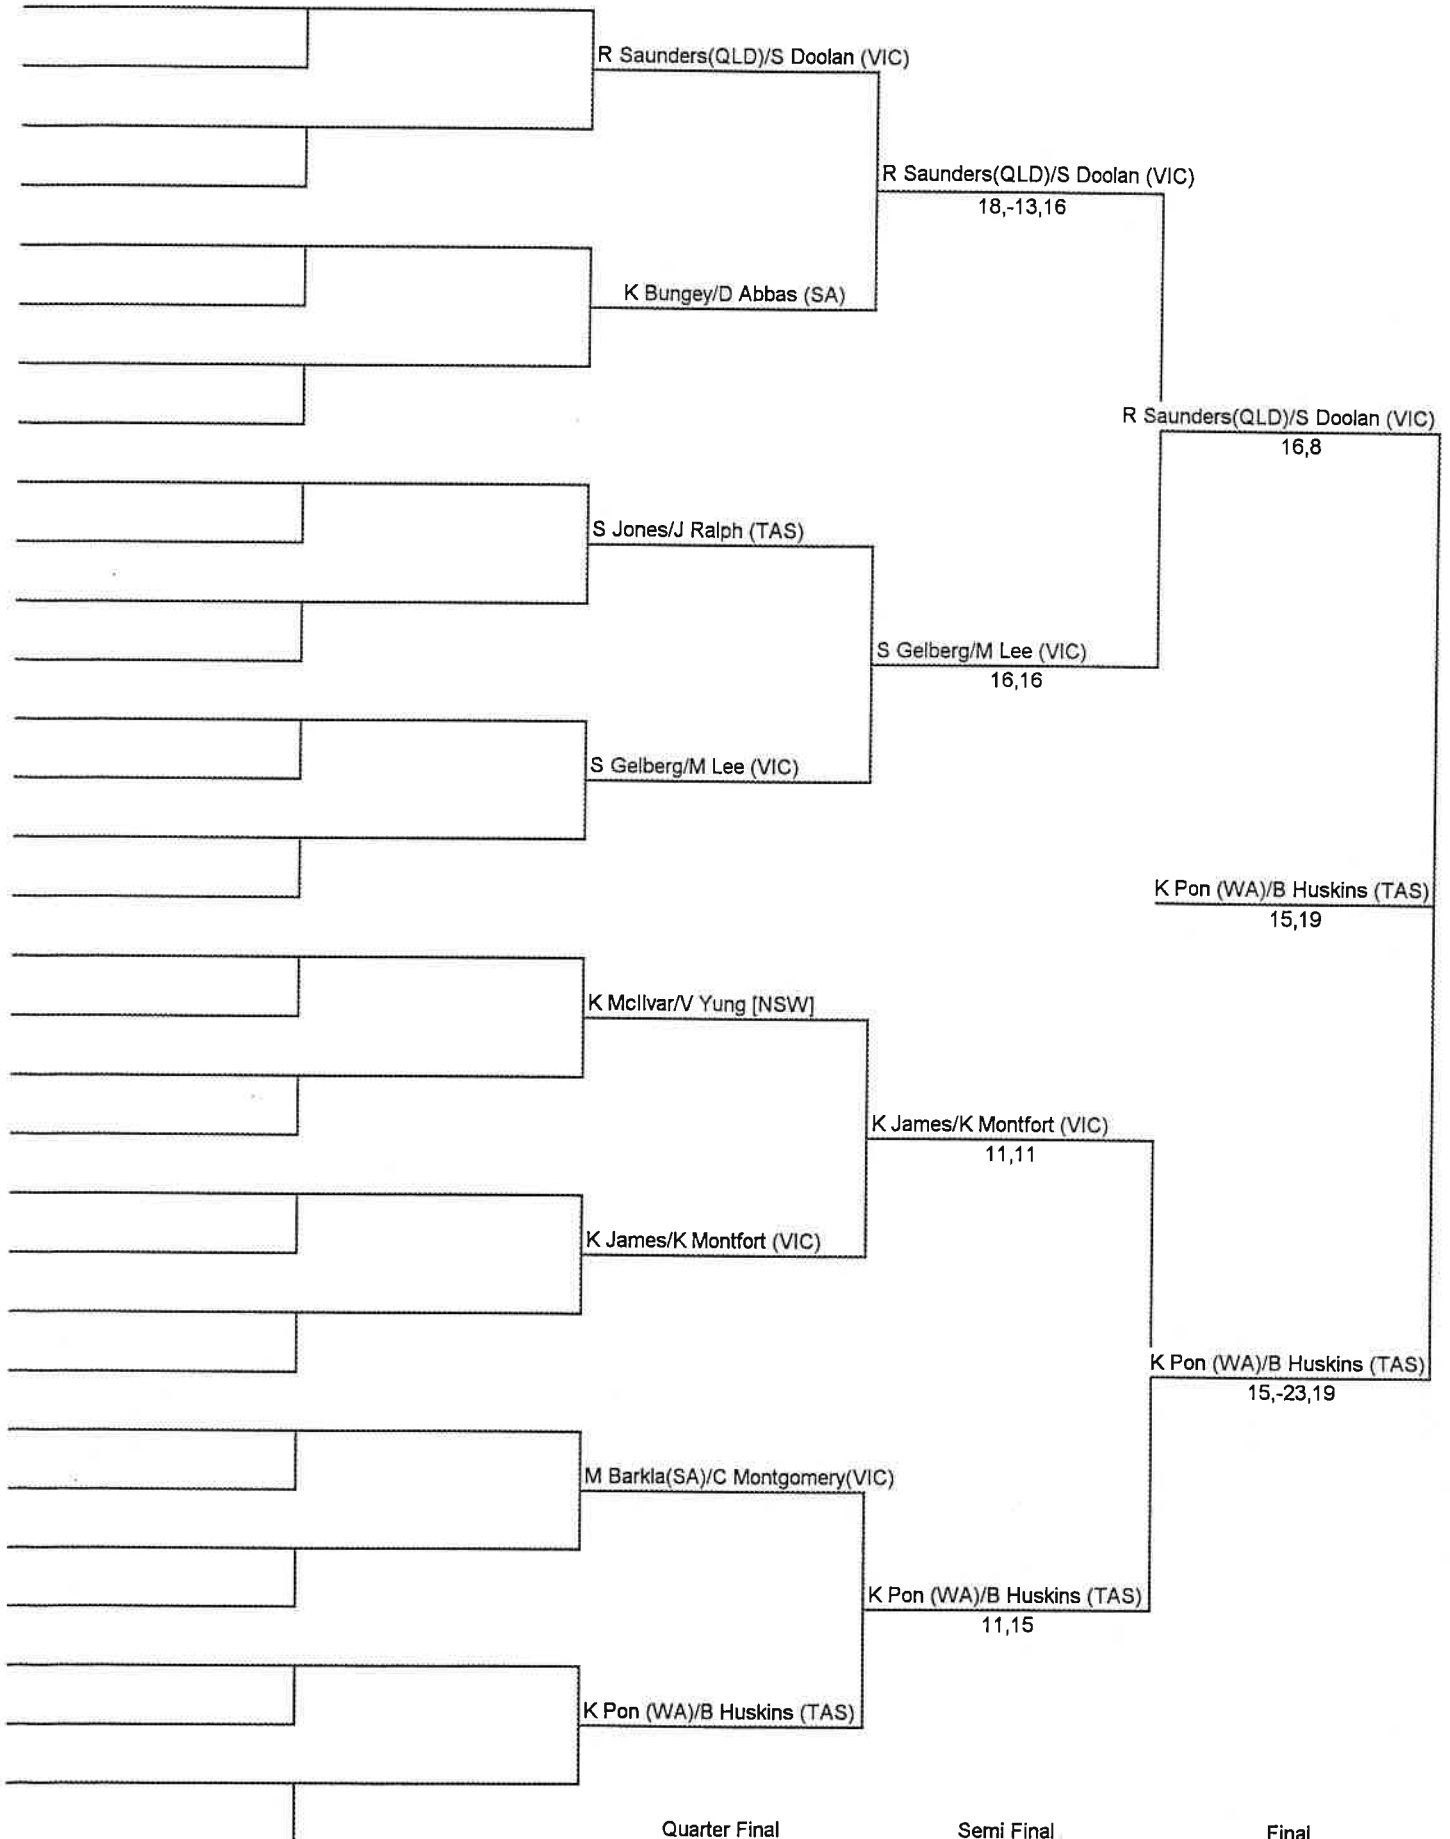 R Saunders(QLD)/S Doolan (VIC)
R Saunders(QLD)/S Doolan (VIC)
18,-13,16
K Bungey/D Abbas (SA)
R Saunders(QLD)/S Doolan (VIC)
16,8
S Jones/J Ralph (TAS)
S Gelberg/M Lee (VIC)
16,16
S Gelberg/M Lee (VIC)
K Pon (WA)/B Huskins (TAS)
15,19
K McIlvar/V Yung [NSW]
K James/K Montfort (VIC)
11,11
K James/K Montfort (VIC)
K Pon (WA)/B Huskins (TAS)
15,-23,19
M Barkla(SA)/C Montgomery(VIC)
K Pon (WA)/B Huskins (TAS)
11,15
K Pon (WA)/B Huskins (TAS)
Quarter Final Semi Final Final